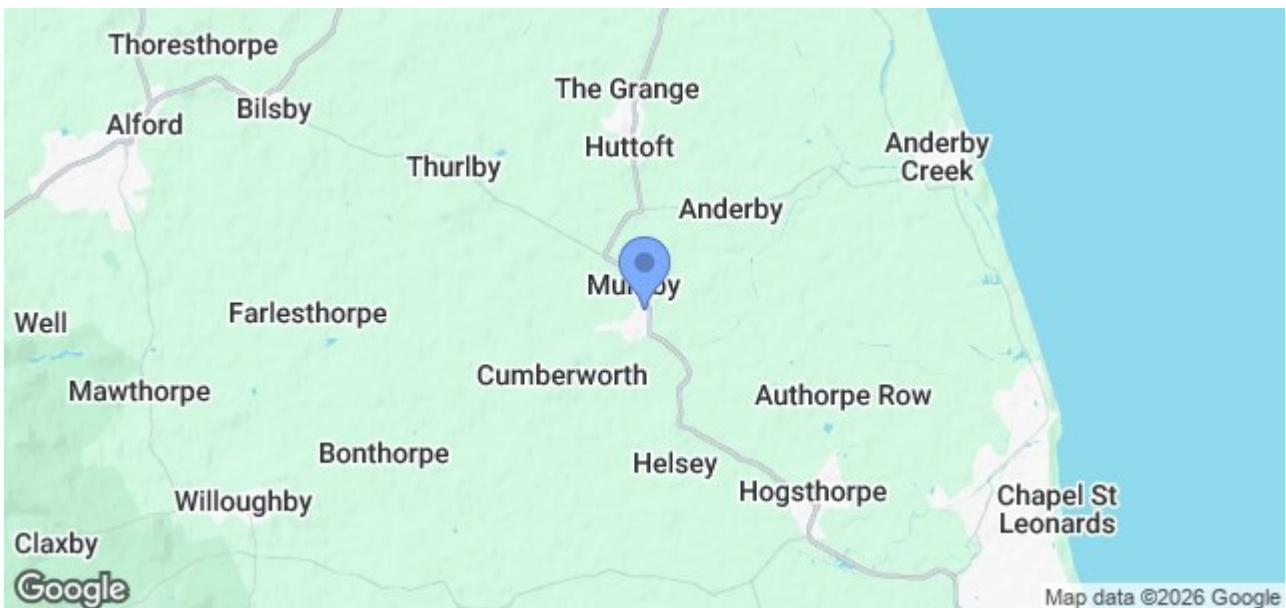 Thoresthorpe
The Grange
Bilsby
Alford
Huttoft
Anderby
Creek
Thurlby
Anderby
Well
Farlesthorpe
Cumberworth
Mawthorpe
Authorpe Row
Bonthorpe
Helsey
Hogsthorpe
Willoughby
Chapel St
Leonards
Claxby
Google
Map data ©2026 Google